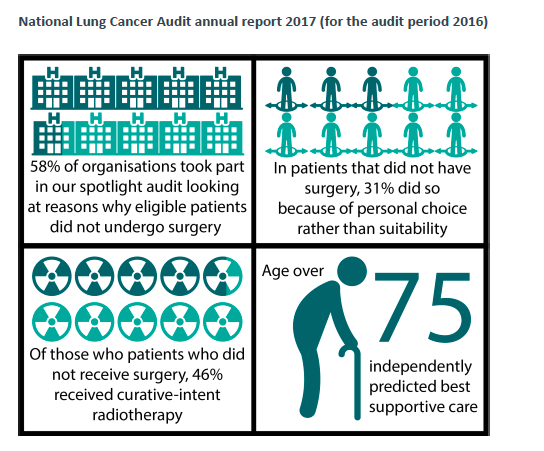 National Lung Cancer Audit annual report 2017 (for the audit period 2016)
H H H H H
H H H H H
58% of organisations took part
in our spotlight audit looking
at reasons why eligible patients
did not undergo surgery
In patients that did not have
surgery, 31% did so
because of personal choice
rather than suitability
Of those who patients who did
not receive surgery, 46%
received curative-intent
radiotherapy
Age over
75
independently
predicted best
supportive care